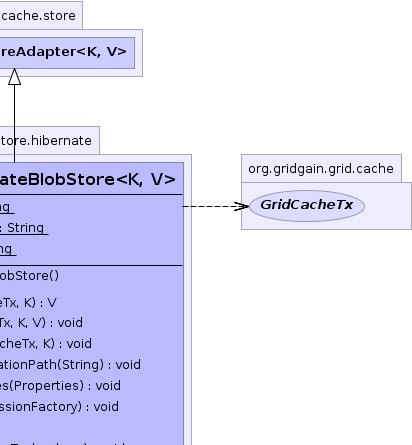 cache.store
reAdapter<K, V>
tore.hibernate
ateBlobStore<K, V>
org.gridgain.grid.cache
GridCacheTx
ng
: String
ng
obStore()
eTx, K) : V
Tx, K, V) : void
cheTx, K) : void
ationPath(String) : void
es(Properties) : void
ssionFactory) : void